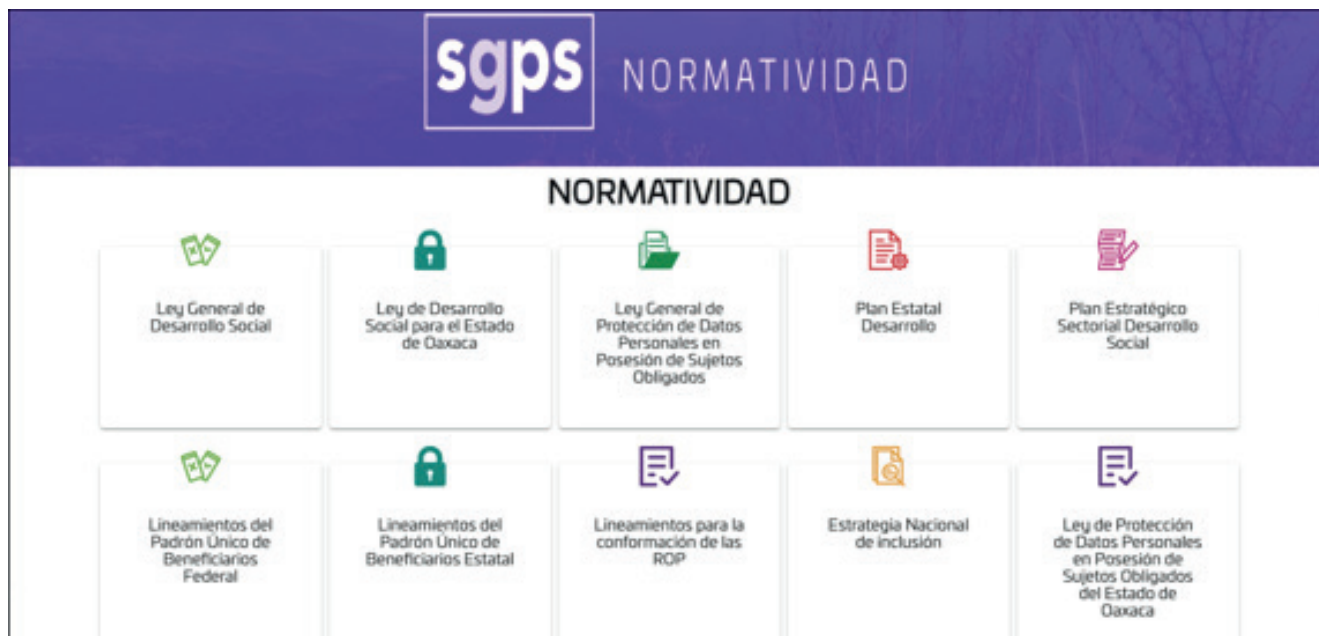 sgps NORMATIVIDAD
NORMATIVIDAD
Ley General de
Desarrollo Social
Ley de Desarrollo
Social para el Estado
de Oaxaca
Ley General de
Protección de Datos
Personales en
Posesión de Sujetos
Obligados
Plan Estatal
Desarrollo
Plan Estratégico
Sectorial Desarrollo
Social
Lineamientos del
Padrón Único de
Beneficiarios
Federal
Lineamientos del
Padrón Único de
Beneficiarios Estatal
Lineamientos para la
conformación de las
ROP
Estrategia Nacional
de inclusión
Ley de Protección
de Datos Personales
en Posesión de
Sujetos Obligados
del Estado de
Oaxaca